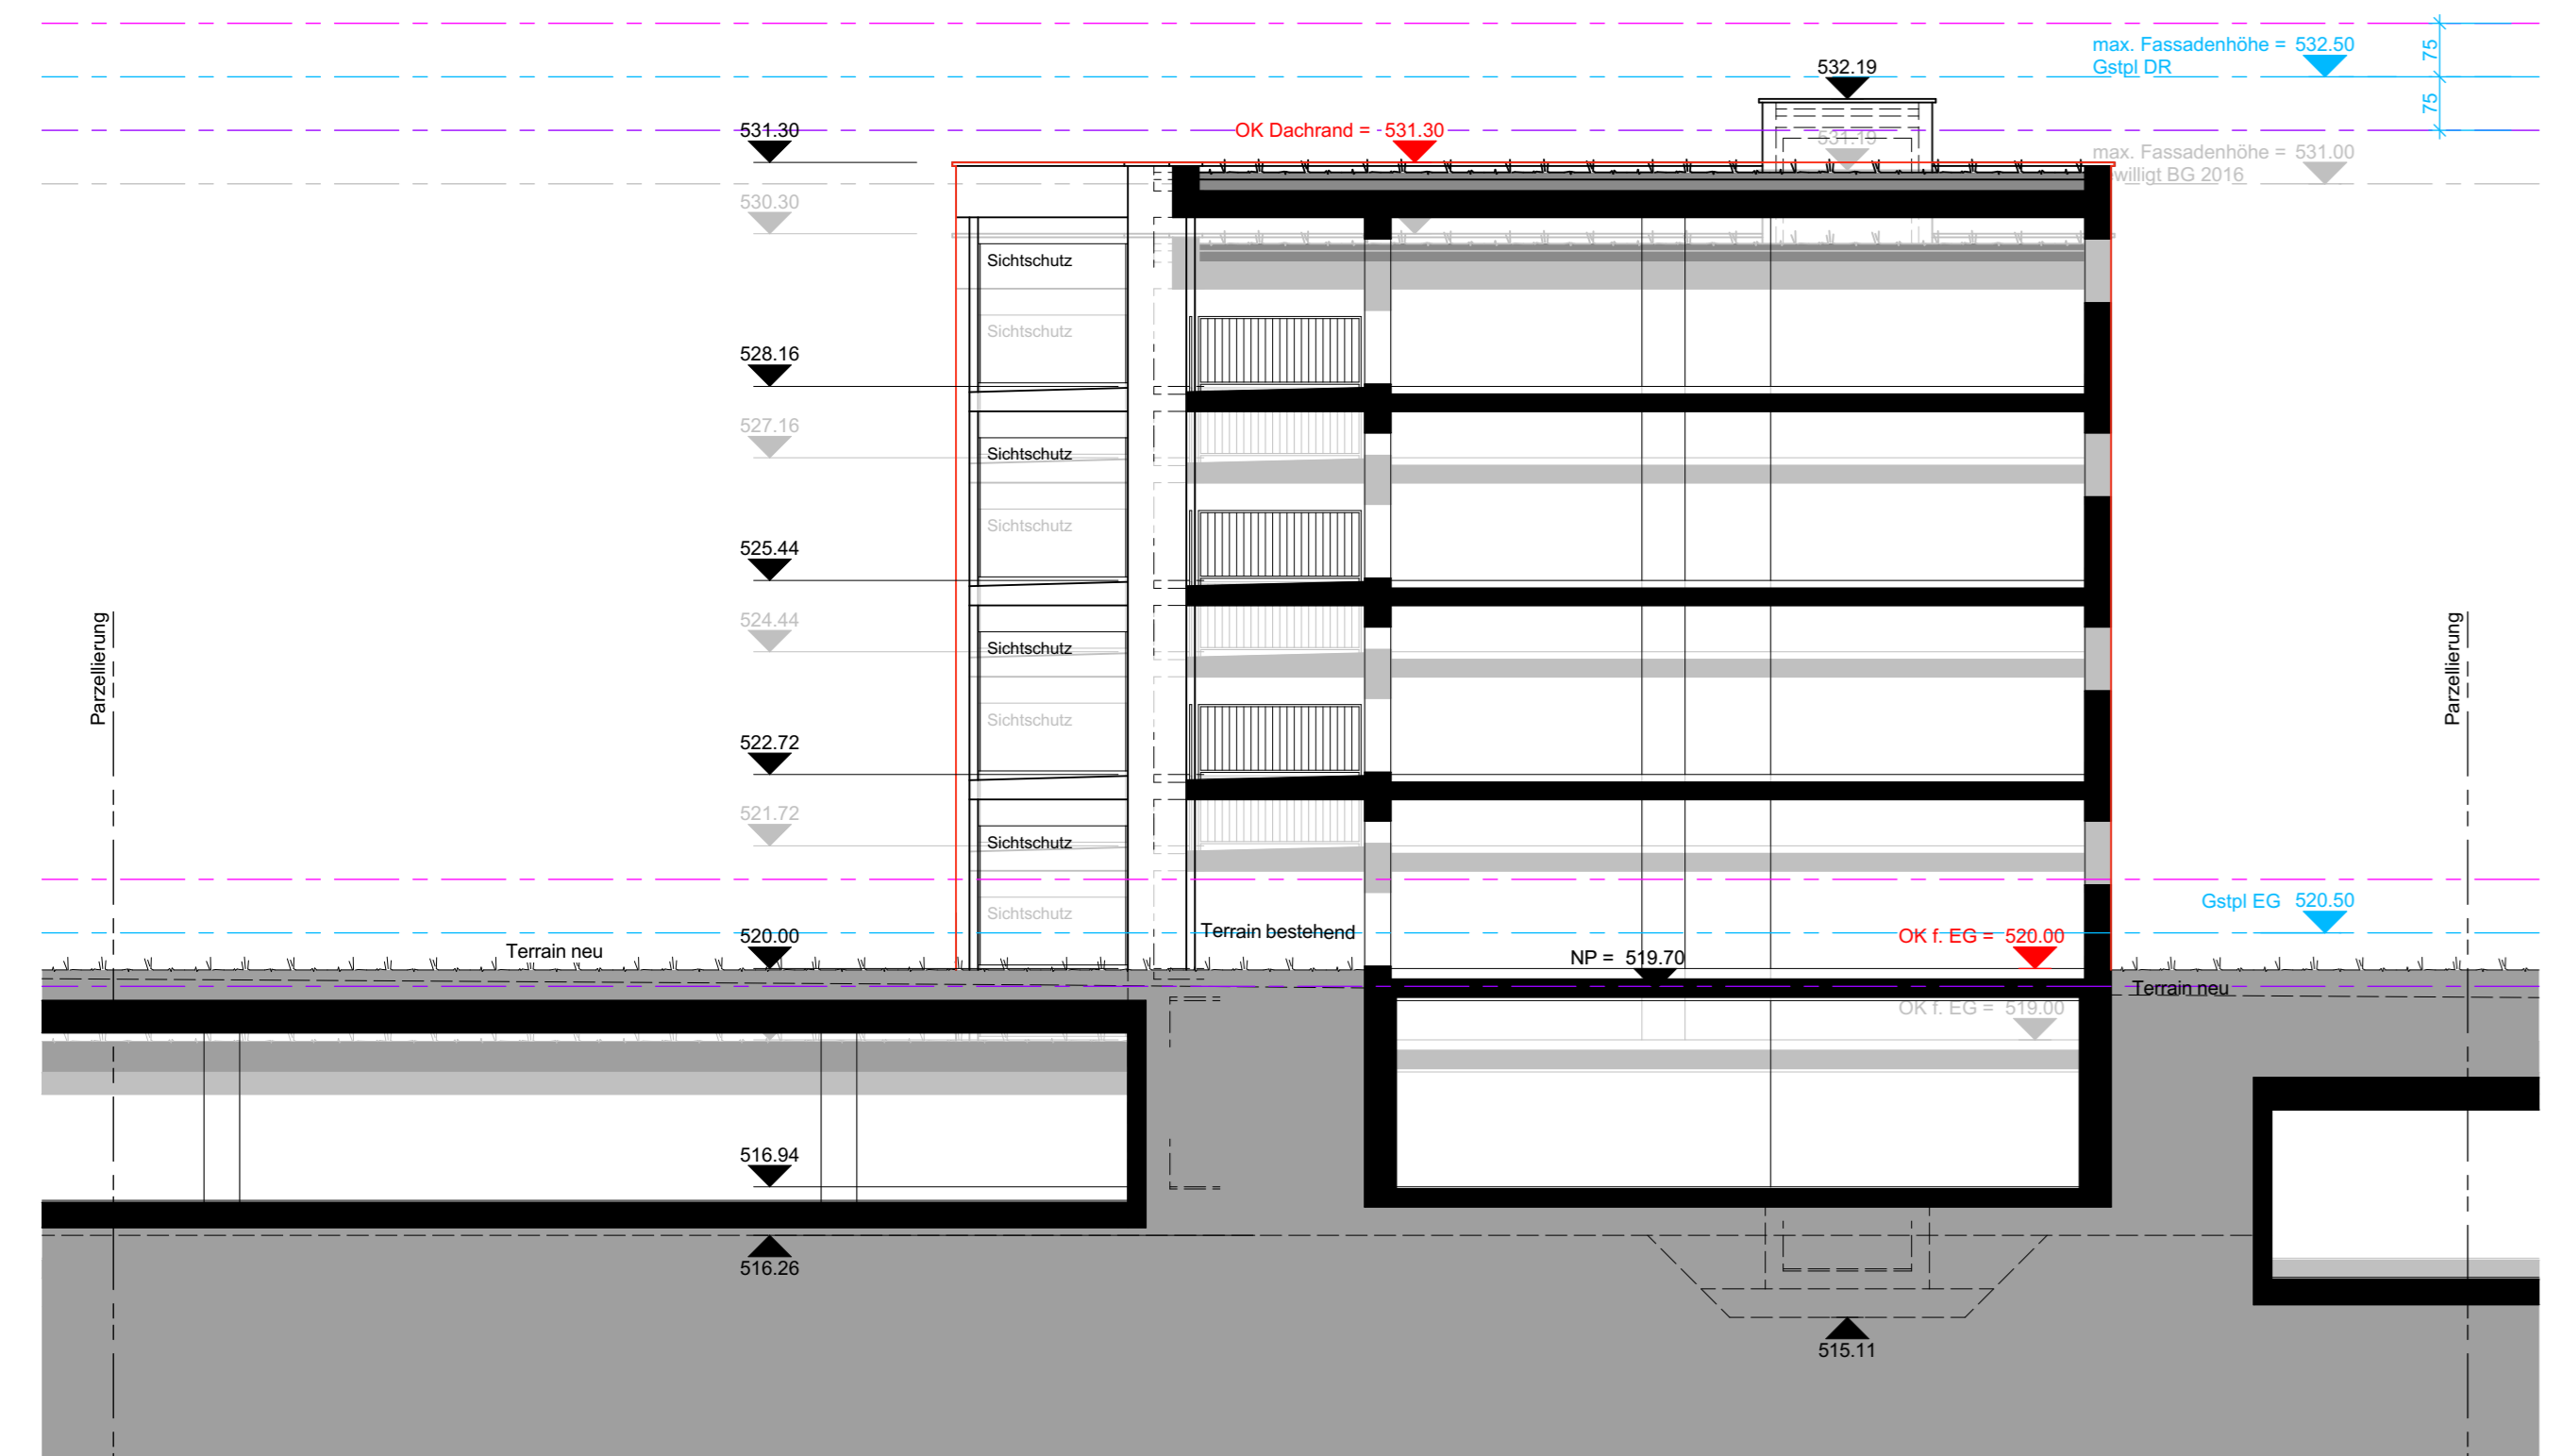 max. Fassadenhöhe = 532.50
Gstpl DR
75
75
532.19
531.30
OK Dachrand = 531.30
531.19
max. Fassadenhöhe = 531.00
willigt BG 2016
530.30
Sichtschutz
Sichtschutz
528.16
527.16
Sichtschutz
Sichtschutz
525.44
524.44
Parzellierung
Parzellierung
Sichtschutz
Sichtschutz
522.72
521.72
Sichtschutz
Sichtschutz
Gstpl EG 520.50
Terrain bestehend
520.00
OK f. EG = 520.00
Terrain neu
NP = 519.70
Terrain neu
OK f. EG = 519.00
516.94
516.26
515.11